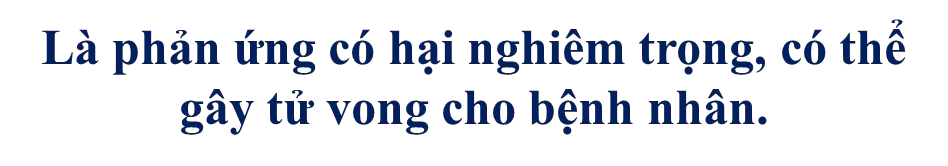 Là phản ứng có hại nghiêm trọng, có thể
gây tử vong cho bệnh nhân.